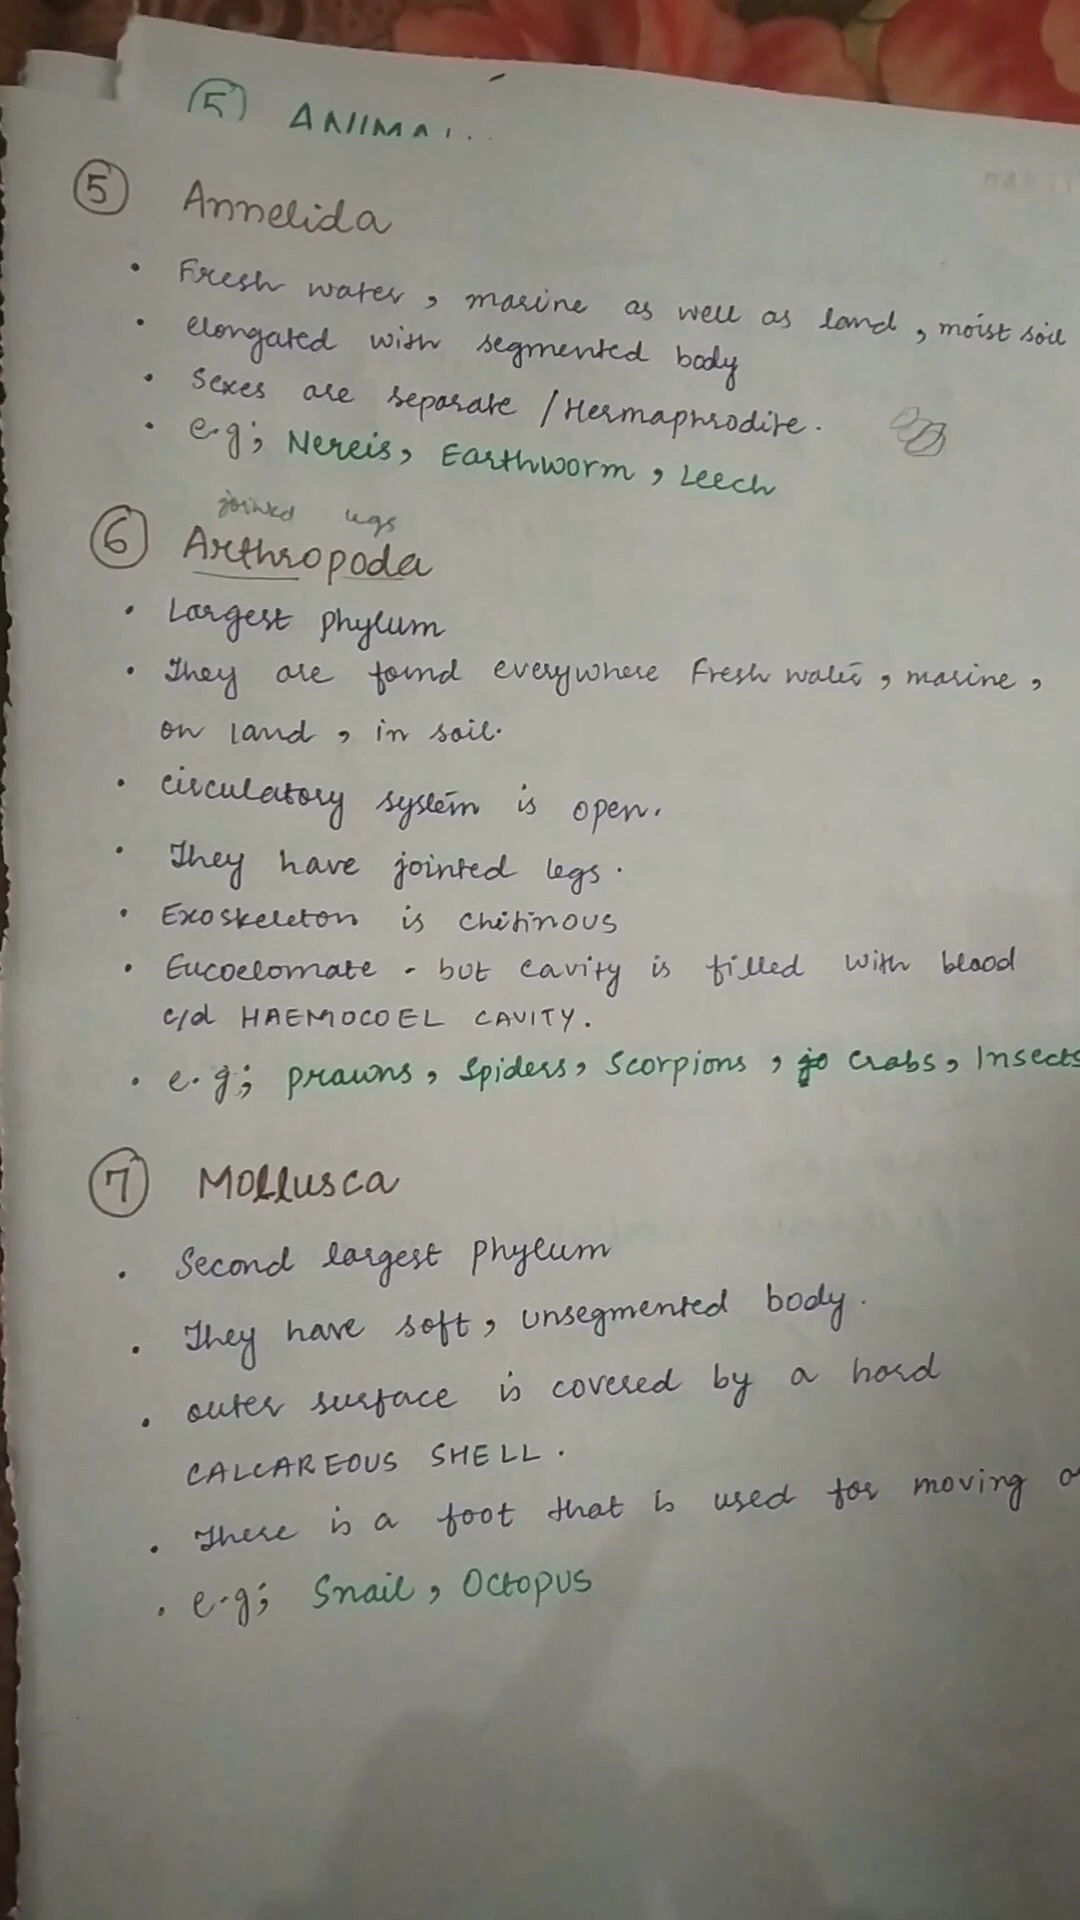 5 ANIMAL
5 Annelida
• Fresh water, marine as well as land, moist soil
• elongated with segmented body
• Sexes are separate / Hermaphrodite.
• e.g; Nereis, Earthworm, Leech
joined legs
6 Arthropoda
• Largest phylum
• They are found everywhere Fresh water, marine,
on land, in soil.
• circulatory system is open.
• They have jointed legs.
• Exoskeleton is chitinous
• Eucoelomate - but cavity is filled with blood
c/d HAEMOCOEL CAVITY.
• e.g; prawns, Spiders, Scorpions, jo Crabs, Insects
7 Mollusca
• Second largest phylum
• They have soft, unsegmented body.
• outer surface is covered by a hard
CALCAREOUS SHELL.
• There is a foot that is used for moving
• e.g; Snail, Octopus